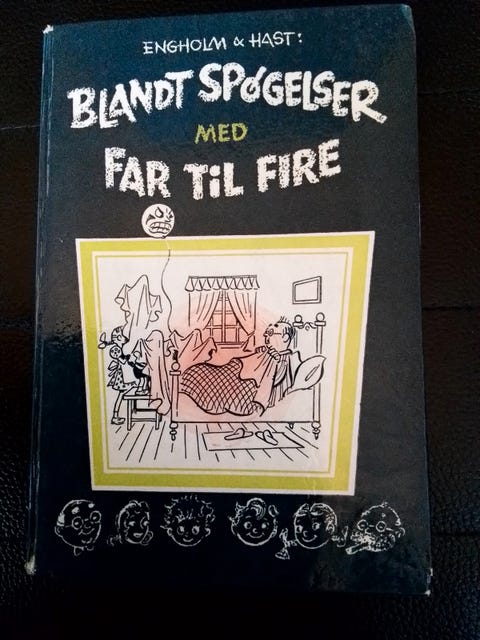 ENGHOLM & HAST:
BLANDT SPØGELSER
MED
FAR TiL FIRE